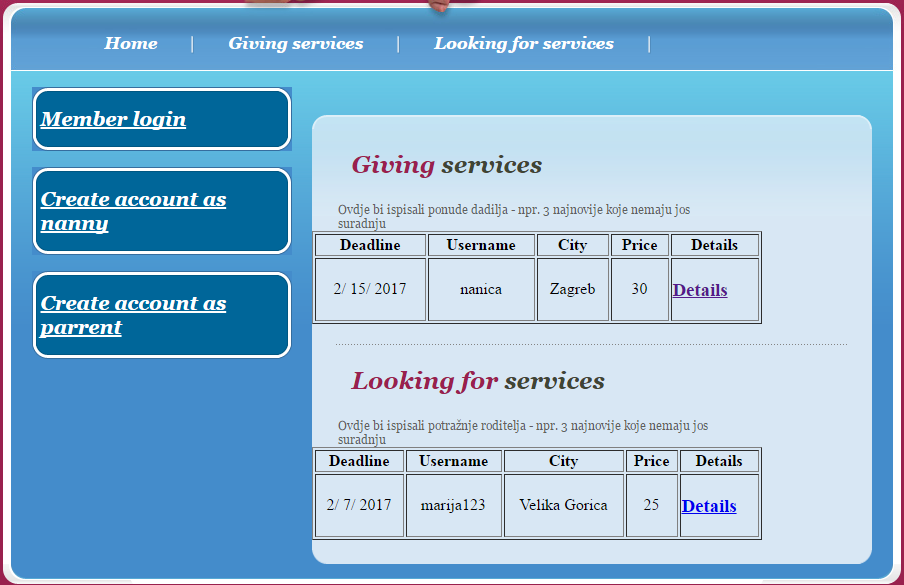 Home | Giving services | Looking for services |
Member login
Create account as
nanny
Create account as
parrent
Giving services
Ovdje bi ispisali ponude dadilja - npr. 3 najnovije koje nemaju jos
suradnju
Deadline Username City Price Details
2/ 15/ 2017 nanica Zagreb 30 Details
Looking for services
Ovdje bi ispisali potražnje roditelja - npr. 3 najnovije koje nemaju jos
suradnju
Deadline Username City Price Details
2/ 7/ 2017 marija123 Velika Gorica 25 Details